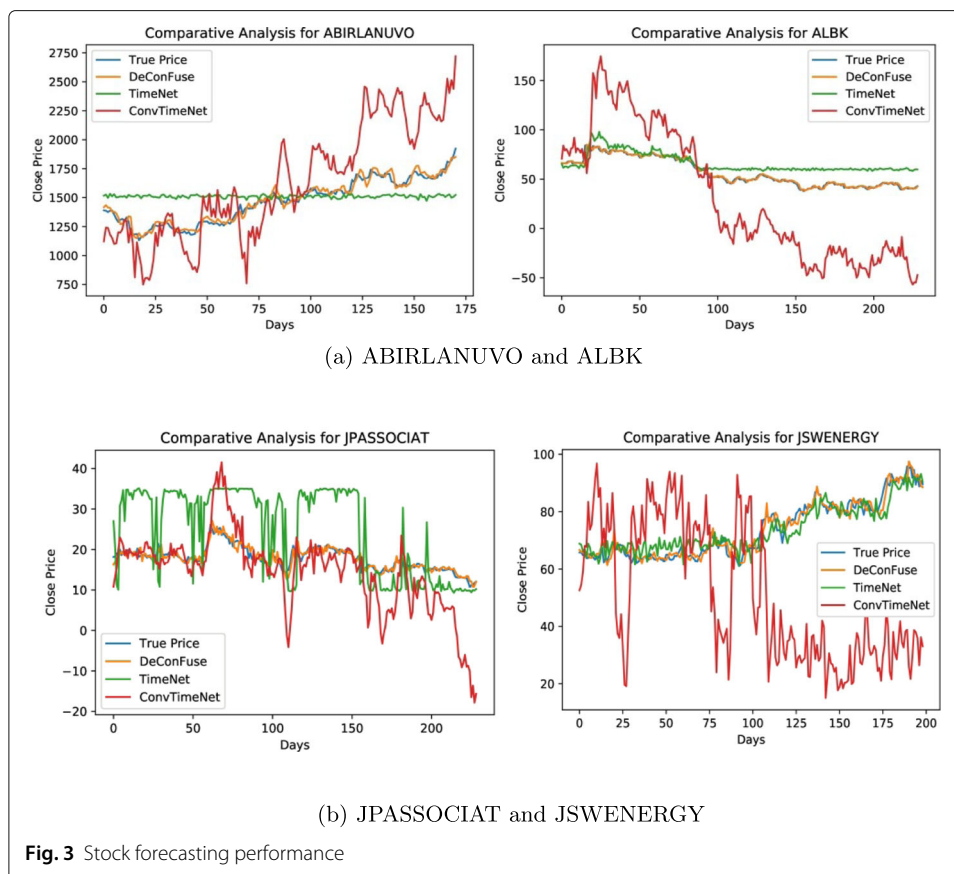 Comparative Analysis for ABIRLANUVO
2750
2500
2250
2000
1750
1500
1250
1000
750
Close Price
True Price
DeConFuse
TimeNet
ConvTimeNet
0 25 50 75 100 125 150 175
Days
Comparative Analysis for ALBK
150
100
50
0
−50
Close Price
True Price
DeConFuse
TimeNet
ConvTimeNet
0 50 100 150 200
Days
(a) ABIRLANUVO and ALBK
Comparative Analysis for JPASSOCIAT
40
30
20
10
0
−10
−20
Close Price
True Price
DeConFuse
TimeNet
ConvTimeNet
0 50 100 150 200
Days
Comparative Analysis for JSWENERGY
100
80
60
40
20
Close Price
True Price
DeConFuse
TimeNet
ConvTimeNet
0 25 50 75 100 125 150 175 200
Days
(b) JPASSOCIAT and JSWENERGY
Fig. 3 Stock forecasting performance